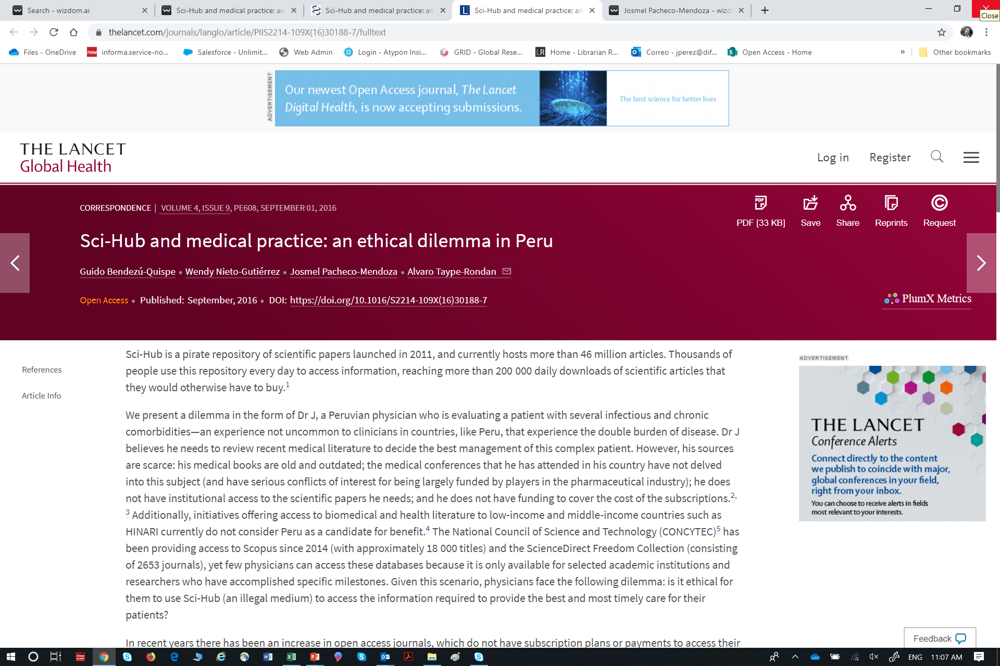 Search - wizdom.ai
Sci-Hub and medical practice: an
Sci-Hub and medical practice: an
Sci-Hub and medical practice: an
Josmel Pacheco-Mendoza - wizd
Close
thelancet.com/journals/langlo/article/PIIS2214-109X(16)30188-7/fulltext
Files - OneDrive
now
informa.service-no...
Salesforce - Unlimit...
Web Admin
Login - Atypon Insi...
GRID - Global Rese...
LR
Home - Librarian R...
Correo - jperez@dif...
Open Access - Home
»
Other bookmarks
ADVERTISEMENT
Our newest Open Access journal, The Lancet
Digital Health, is now accepting submissions.
The best science for better lives
THE LANCET
Global Health
Log in
Register
CORRESPONDENCE | VOLUME 4, ISSUE 9, PE608, SEPTEMBER 01, 2016
PDF [33 KB]
Save
Share
Reprints
Request
Sci-Hub and medical practice: an ethical dilemma in Peru
Guido Bendezú-Quispe • Wendy Nieto-Gutiérrez • Josmel Pacheco-Mendoza • Alvaro Taype-Rondan
Open Access • Published: September, 2016 • DOI: https://doi.org/10.1016/S2214-109X(16)30188-7
PlumX Metrics
References
Article Info
Sci-Hub is a pirate repository of scientific papers launched in 2011, and currently hosts more than 46 million articles. Thousands of
people use this repository every day to access information, reaching more than 200 000 daily downloads of scientific articles that
they would otherwise have to buy.1
We present a dilemma in the form of Dr J, a Peruvian physician who is evaluating a patient with several infectious and chronic
comorbidities—an experience not uncommon to clinicians in countries, like Peru, that experience the double burden of disease. Dr J
believes he needs to review recent medical literature to decide the best management of this complex patient. However, his sources
are scarce: his medical books are old and outdated; the medical conferences that he has attended in his country have not delved
into this subject (and have serious conflicts of interest for being largely funded by players in the pharmaceutical industry); he does
not have institutional access to the scientific papers he needs; and he does not have funding to cover the cost of the subscriptions.2,
3 Additionally, initiatives offering access to biomedical and health literature to low-income and middle-income countries such as
HINARI currently do not consider Peru as a candidate for benefit.4 The National Council of Science and Technology (CONCYTEC)5 has
been providing access to Scopus since 2014 (with approximately 18 000 titles) and the ScienceDirect Freedom Collection (consisting
of 2653 journals), yet few physicians can access these databases because it is only available for selected academic institutions and
researchers who have accomplished specific milestones. Given this scenario, physicians face the following dilemma: is it ethical for
them to use Sci-Hub (an illegal medium) to access the information required to provide the best and most timely care for their
patients?
In recent years there has been an increase in open access journals, which do not have subscription plans or payments to access their
ADVERTISEMENT
THE LANCET
Conference Alerts
Connect directly to the content
we publish to coincide with major,
global conferences in your field,
right from your inbox.
You can choose to receive alerts in fields
most relevant to your interests.
Feedback
ENG
11:07 AM